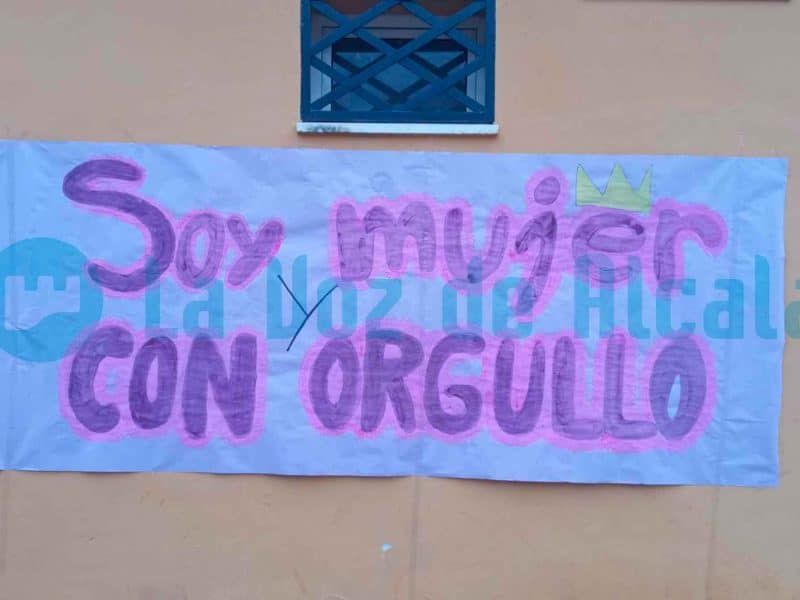 Soy mujer
y
CON ORGULLO
La Voz de Alcalá